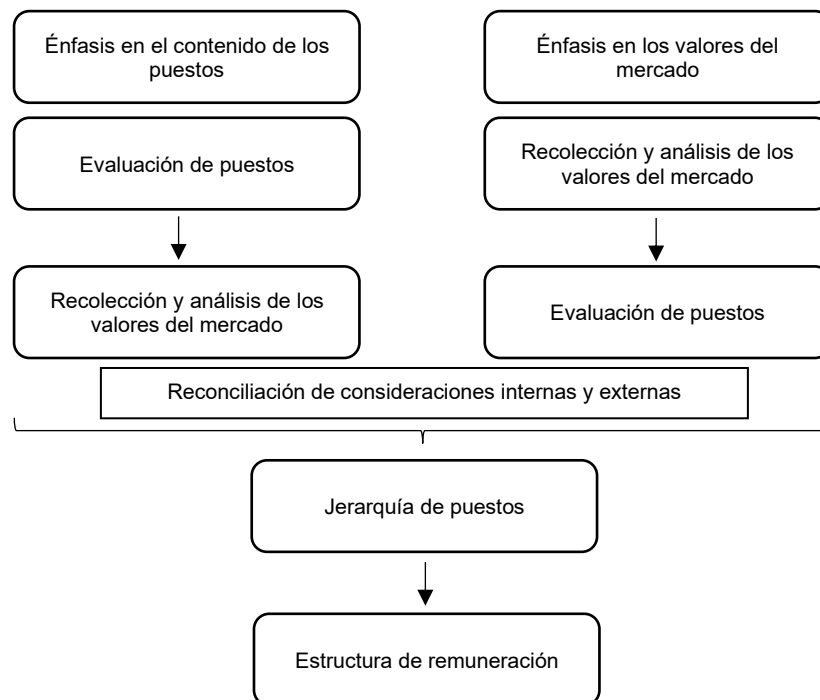 Énfasis en el contenido de los
puestos
Énfasis en los valores del
mercado
Evaluación de puestos
Recolección y análisis de los
valores del mercado
Recolección y análisis de los
valores del mercado
Evaluación de puestos
Reconciliación de consideraciones internas y externas
Jerarquía de puestos
Estructura de remuneración